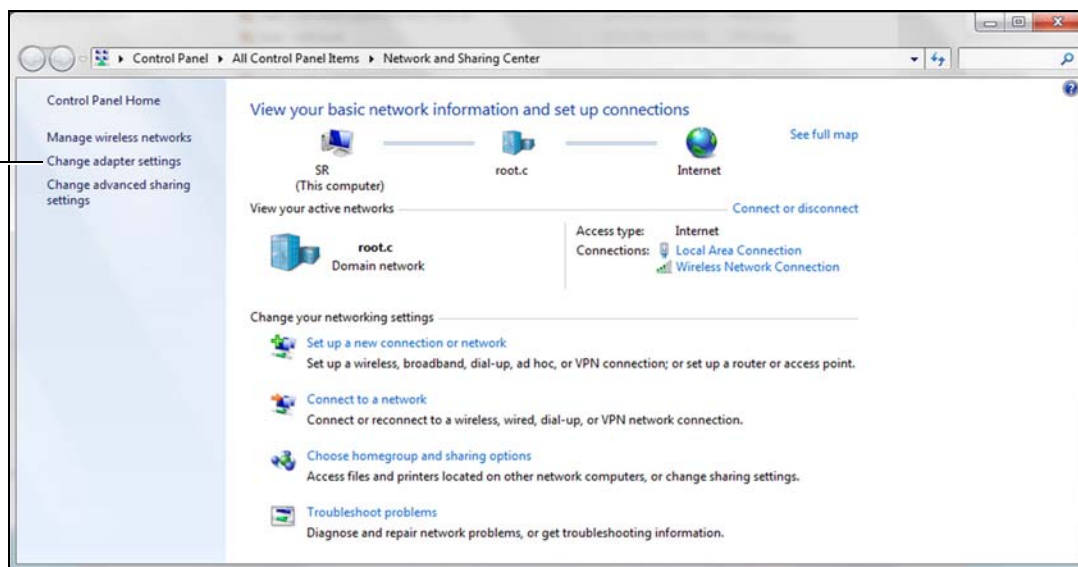 Control Panel ▸ All Control Panel Items ▸ Network and Sharing Center
Control Panel Home
Manage wireless networks
Change adapter settings
Change advanced sharing
settings
View your basic network information and set up connections
See full map
SR
(This computer)
root.c
Internet
View your active networks
Connect or disconnect
root.c
Domain network
Access type: Internet
Connections: Local Area Connection
Wireless Network Connection
Change your networking settings
Set up a new connection or network
Set up a wireless, broadband, dial-up, ad hoc, or VPN connection; or set up a router or access point.
Connect to a network
Connect or reconnect to a wireless, wired, dial-up, or VPN network connection.
Choose homegroup and sharing options
Access files and printers located on other network computers, or change sharing settings.
Troubleshoot problems
Diagnose and repair network problems, or get troubleshooting information.